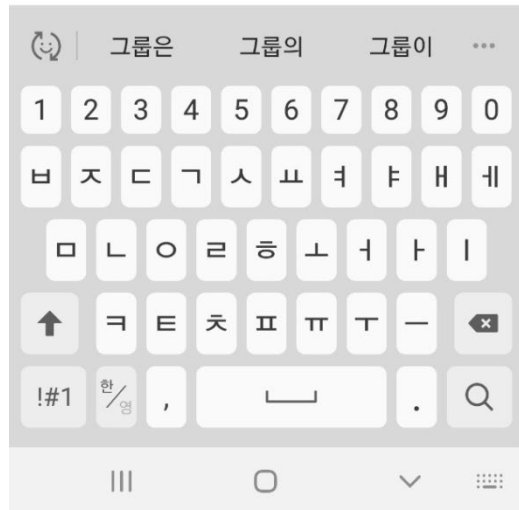 그룹은 그룹의 그룹이
1 2 3 4 5 6 7 8 9 0
ㅂ ㅈ ㄷ ㄱ ㅅ ㅛ ㅕ ㅑ ㅐ ㅔ
ㅁ ㄴ ㅇ ㄹ ㅎ ㅗ ㅓ ㅏ ㅣ
ㅋ ㅌ ㅊ ㅍ ㅠ ㅜ ㅡ
!#1 한/영 , .